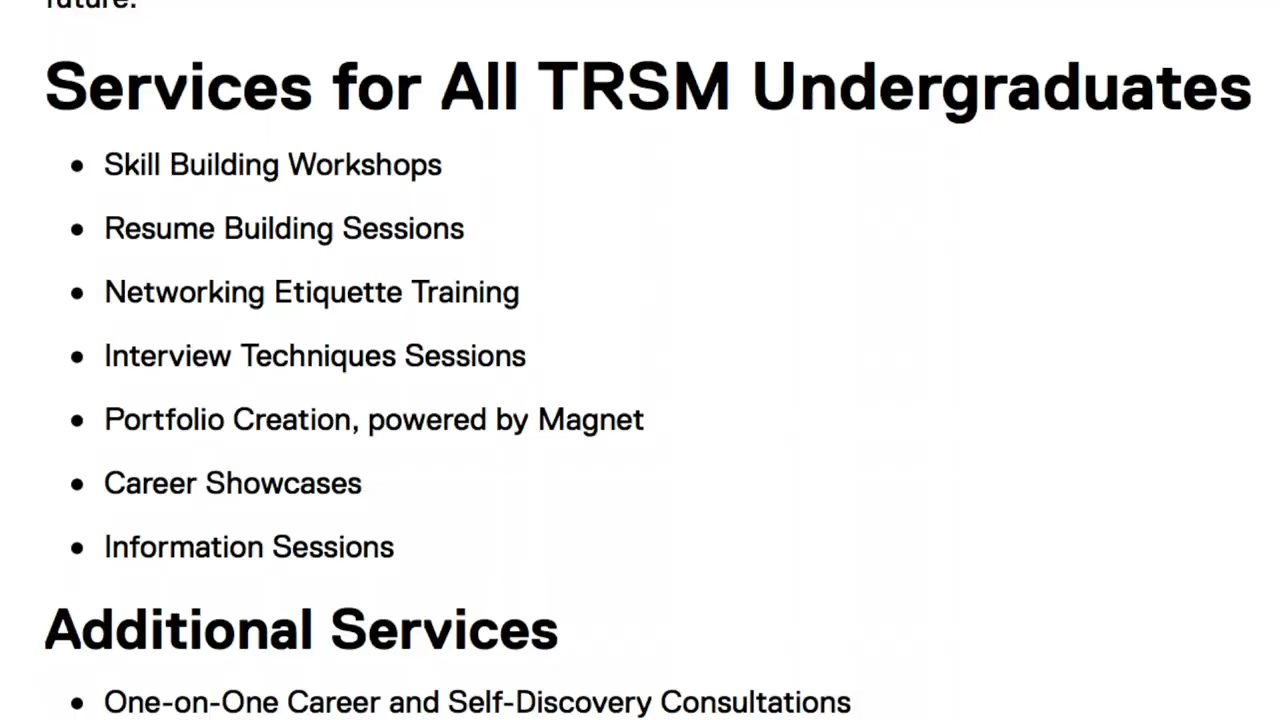 future.
Services for All TRSM Undergraduates
• Skill Building Workshops
• Resume Building Sessions
• Networking Etiquette Training
• Interview Techniques Sessions
• Portfolio Creation, powered by Magnet
• Career Showcases
• Information Sessions
Additional Services
• One-on-One Career and Self-Discovery Consultations